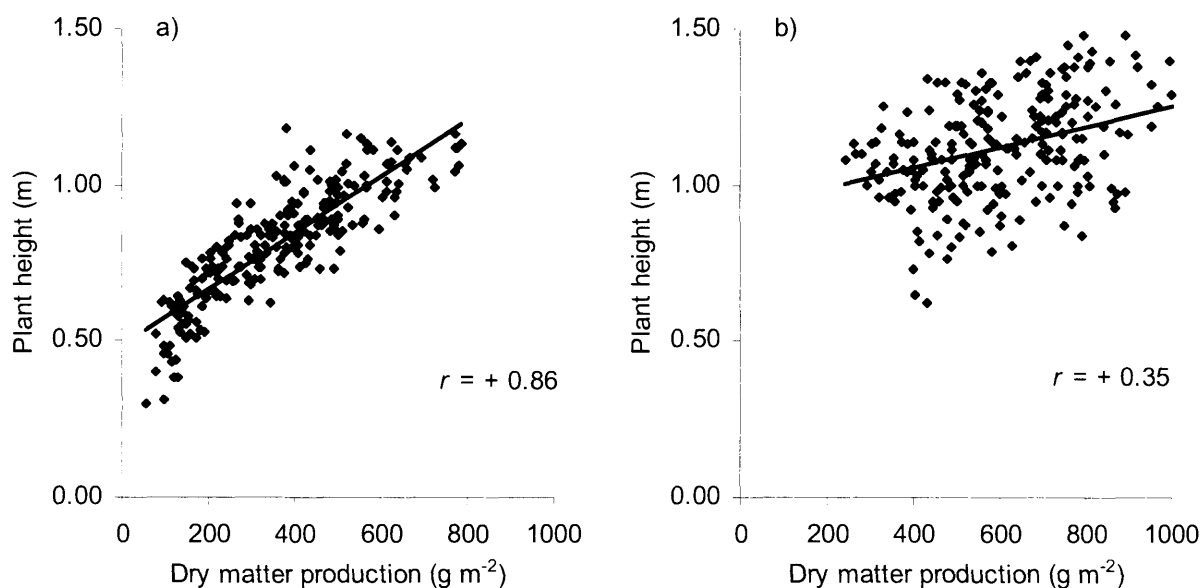 a)
Plant height (m)
1.50
1.00
0.50
0.00
r = + 0.86
0 200 400 600 800 1000
Dry matter production (g m⁻²)
b)
Plant height (m)
1.50
1.00
0.50
0.00
r = + 0.35
0 200 400 600 800 1000
Dry matter production (g m⁻²)